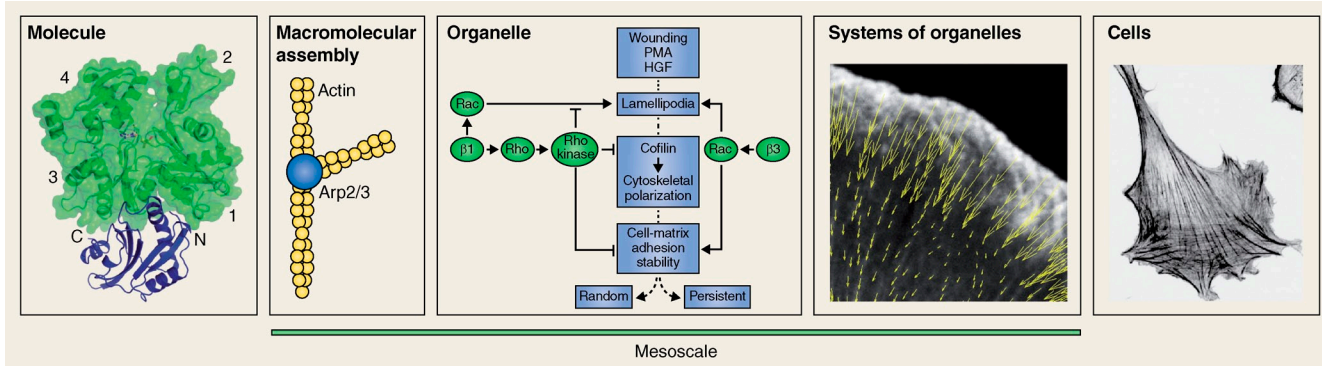 Molecule
4
2
3
1
C
N
Macromolecular
assembly
Actin
Arp2/3
Organelle
Wounding
PMA
HGF
Rac
Lamellipodia
β1
Rho
Rho
kinase
Cofilin
Cytoskeletal
polarization
Rac
β3
Cell-matrix
adhesion
stability
Random
Persistent
Systems of organelles
Cells
Mesoscale